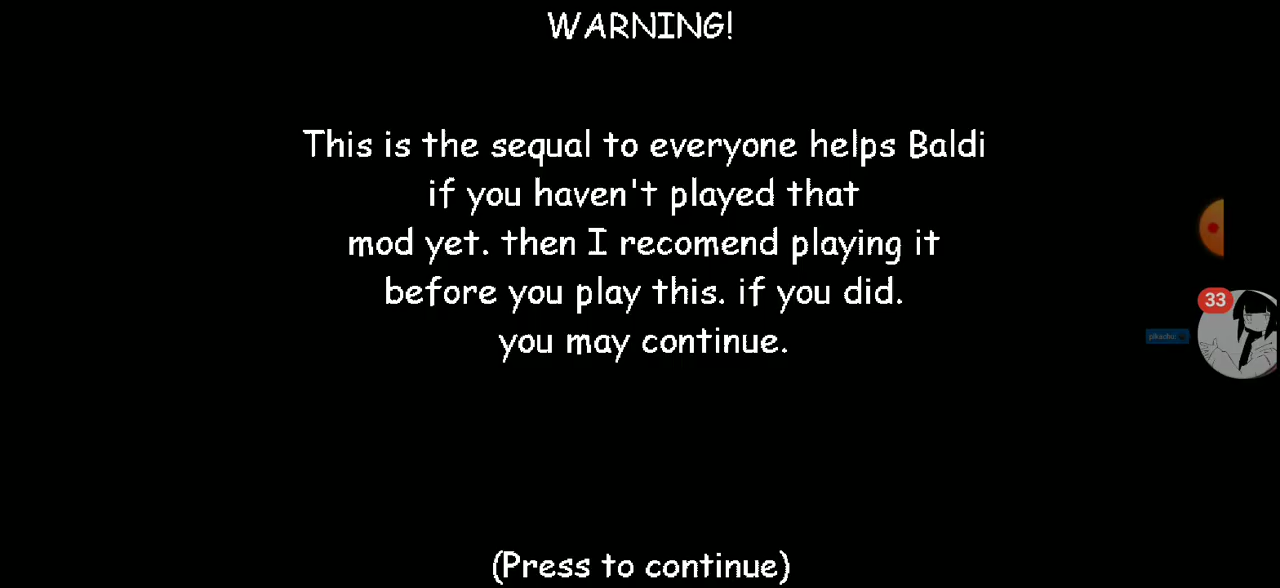 WARNING!
This is the sequal to everyone helps Baldi
if you haven't played that
mod yet. then I recomend playing it
before you play this. if you did.
you may continue.
33
pikachu
(Press to continue)